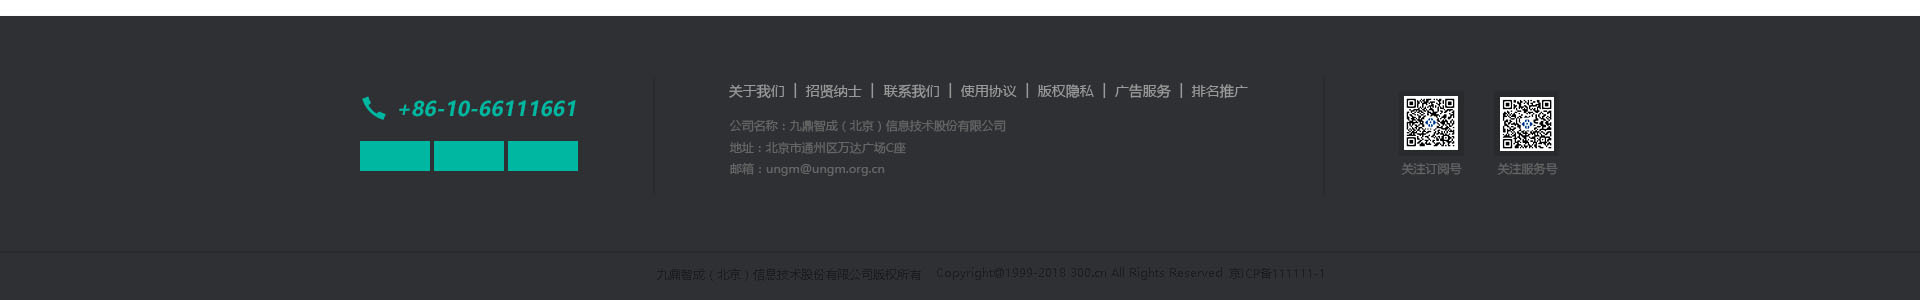 +86-10-66111661
关于我们 | 招贤纳士 | 联系我们 | 使用协议 | 版权隐私 | 广告服务 | 排名推广
公司名称：九鼎智成（北京）信息技术股份有限公司
地址：北京市通州区万达广场C座
邮箱：ungm@ungm.org.cn
关注订阅号 关注服务号
九鼎智成（北京）信息技术股份有限公司版权所有 Copyright@1999-2018 300.cn All Rights Reserved 京ICP备111111-1